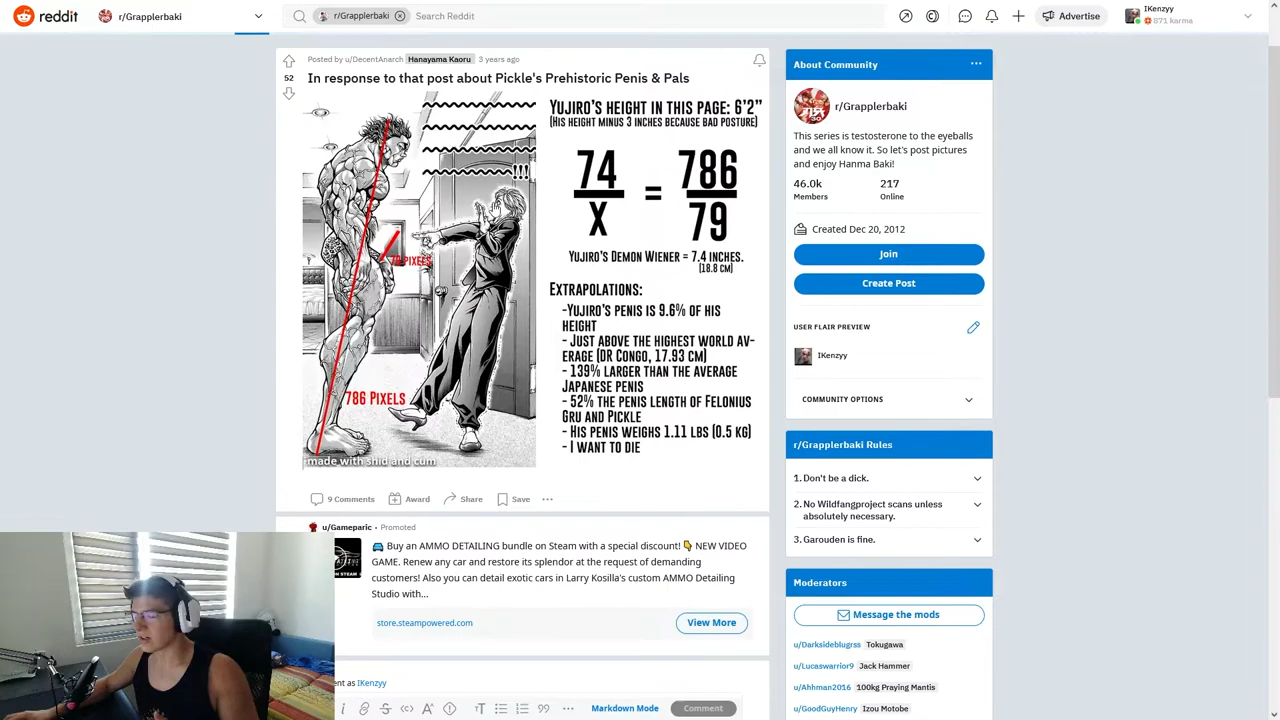 reddit
r/Grapplerbaki
r/Grapplerbaki
Search Reddit
Advertise
IKenzyy
871 karma
Posted by u/DecentAnarch Hanayama Kaoru 3 years ago
52
In response to that post about Pickle's Prehistoric Penis & Pals
YUJIRO'S HEIGHT IN THIS PAGE: 6'2"
(HIS HEIGHT MINUS 3 INCHES BECAUSE BAD POSTURE)
!!!
74
X
=
786
79
79 PIXELS
YUJIRO'S DEMON WIENER = 7.4 INCHES.
(18.8 CM)
EXTRAPOLATIONS:
-YUJIRO'S PENIS IS 9.6% OF HIS
HEIGHT
- JUST ABOVE THE HIGHEST WORLD AV-
ERAGE (DR CONGO, 17.93 CM)
- 139% LARGER THAN THE AVERAGE
JAPANESE PENIS
- 52% THE PENIS LENGTH OF FELONIUS
GRU AND PICKLE
- HIS PENIS WEIGHS 1.11 LBS (0.5 KG)
- I WANT TO DIE
786 PIXELS
made with shid and cum
9 Comments
Award
Share
Save
u/Gameparic • Promoted
🚘 Buy an AMMO DETAILING bundle on Steam with a special discount! 👇 NEW VIDEO
GAME. Renew any car and restore its splendor at the request of demanding
customers! Also you can detail exotic cars in Larry Kosilla's custom AMMO Detailing
Studio with...
store.steampowered.com
View More
ent as IKenzyy
Markdown Mode
Comment
About Community
r/Grapplerbaki
This series is testosterone to the eyeballs
and we all know it. So let's post pictures
and enjoy Hanma Baki!
46.0k
Members
217
Online
Created Dec 20, 2012
Join
Create Post
USER FLAIR PREVIEW
IKenzyy
COMMUNITY OPTIONS
r/Grapplerbaki Rules
1. Don't be a dick.
2. No Wildfangproject scans unless
absolutely necessary.
3. Garouden is fine.
Moderators
Message the mods
u/Darksideblugrss Tokugawa
u/Lucaswarrior9 Jack Hammer
u/Ahhman2016 100kg Praying Mantis
u/GoodGuyHenry Izou Motobe